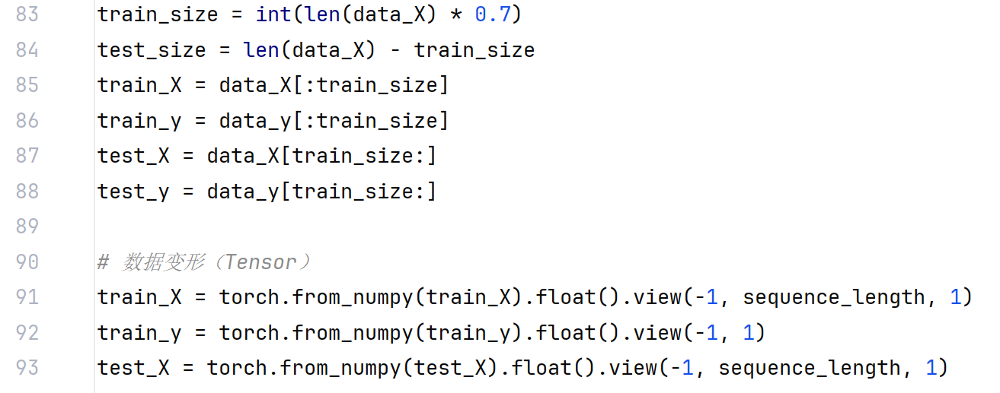 83 train_size = int(len(data_X) * 0.7)
84 test_size = len(data_X) - train_size
85 train_X = data_X[:train_size]
86 train_y = data_y[:train_size]
87 test_X = data_X[train_size:]
88 test_y = data_y[train_size:]
89
90 # 数据变形（Tensor）
91 train_X = torch.from_numpy(train_X).float().view(-1, sequence_length, 1)
92 train_y = torch.from_numpy(train_y).float().view(-1, 1)
93 test_X = torch.from_numpy(test_X).float().view(-1, sequence_length, 1)